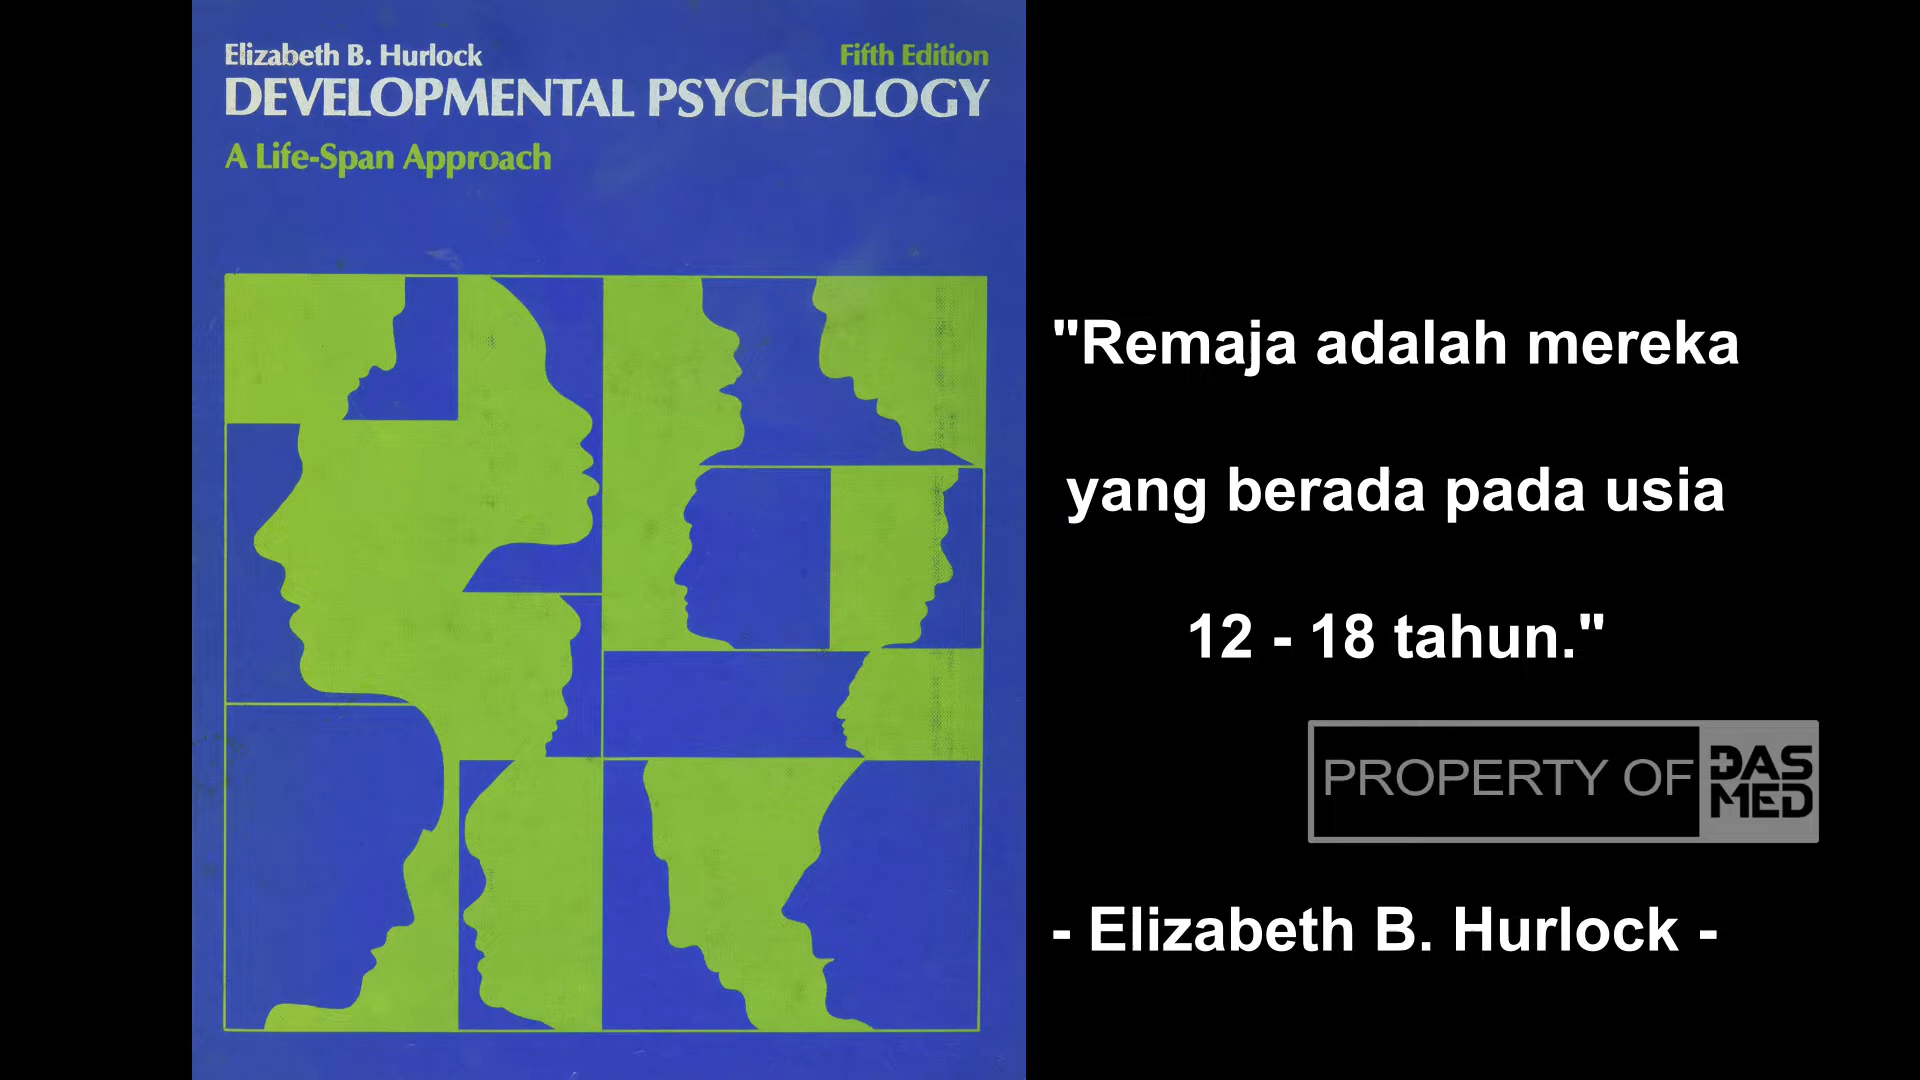 Elizabeth B. Hurlock
Fifth Edition
DEVELOPMENTAL PSYCHOLOGY
A Life-Span Approach
"Remaja adalah mereka
yang berada pada usia
12 - 18 tahun."
PROPERTY OF DAS MED
- Elizabeth B. Hurlock -